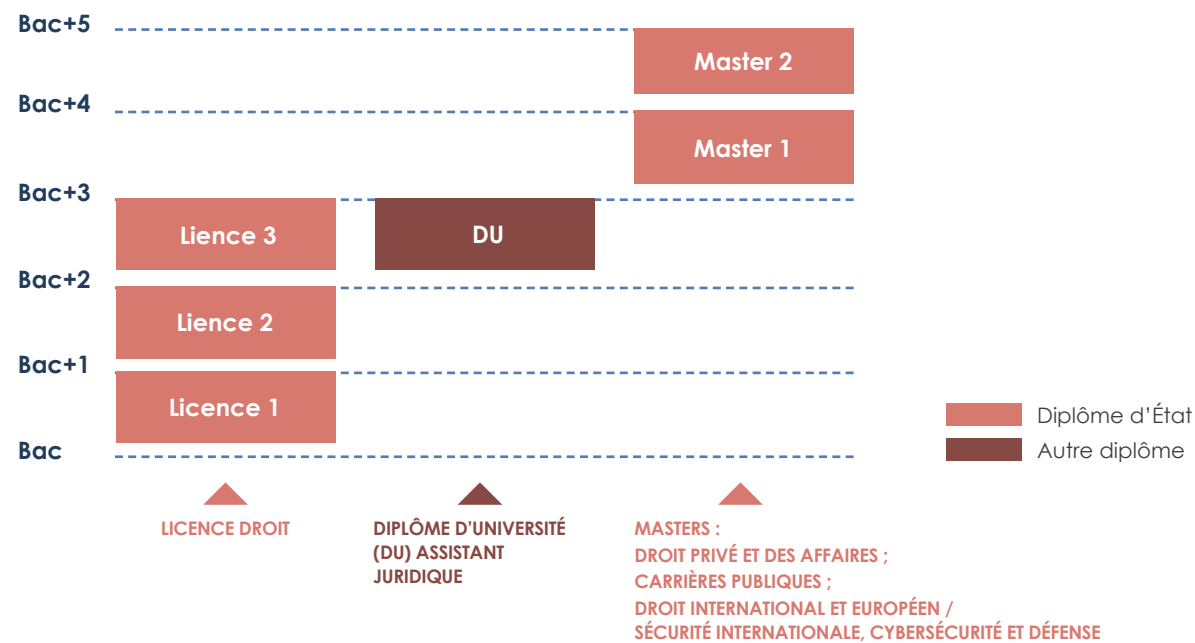 Bac+5
Master 2
Bac+4
Master 1
Bac+3
Lience 3
DU
Bac+2
Lience 2
Bac+1
Licence 1
Bac
Diplôme d'État
Autre diplôme
LICENCE DROIT
DIPLÔME D'UNIVERSITÉ
(DU) ASSISTANT
JURIDIQUE
MASTERS :
DROIT PRIVÉ ET DES AFFAIRES ;
CARRIÈRES PUBLIQUES ;
DROIT INTERNATIONAL ET EUROPÉEN /
SÉCURITÉ INTERNATIONALE, CYBERSÉCURITÉ ET DÉFENSE